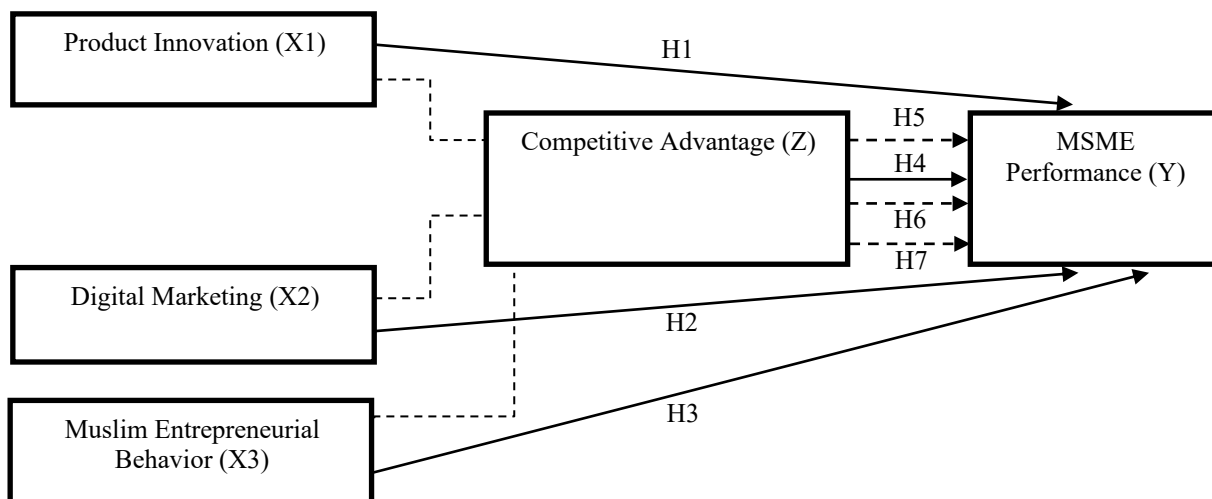 Product Innovation (X1)
H1
Competitive Advantage (Z)
H5
H4
H6
H7
MSME
Performance (Y)
Digital Marketing (X2)
H2
Muslim Entrepreneurial
Behavior (X3)
H3